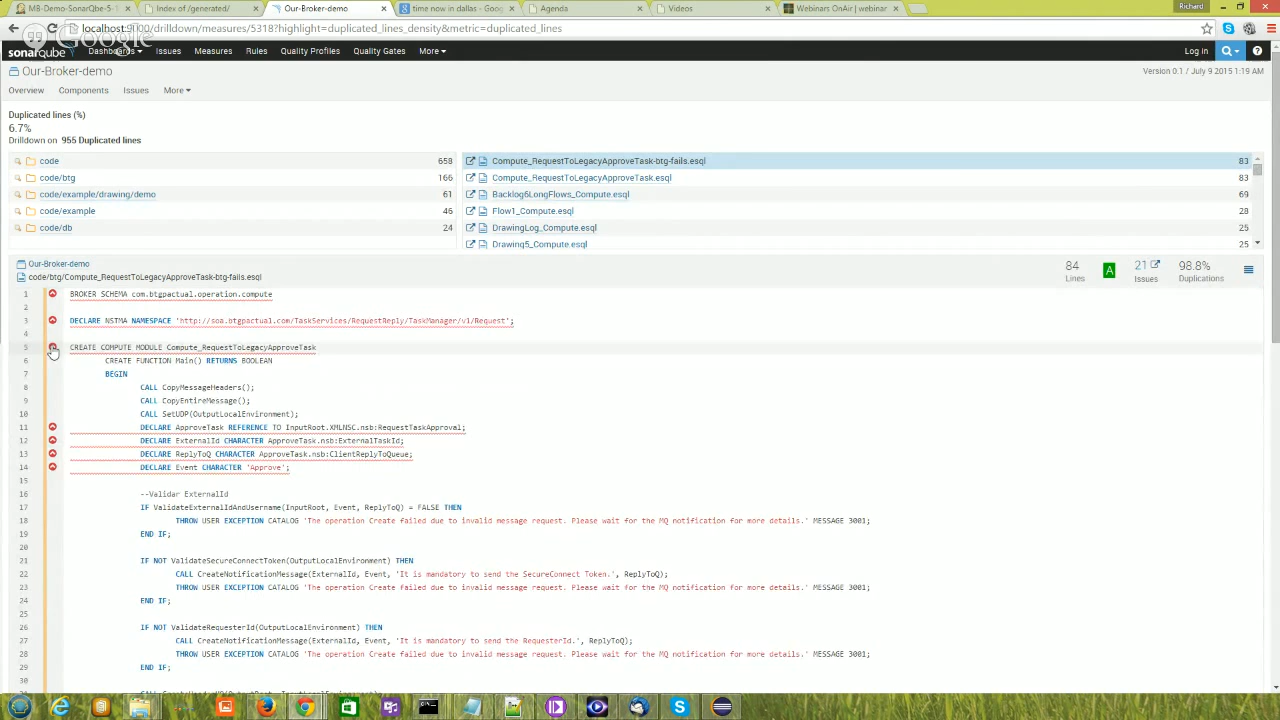 MB-Demo-SonarQbe-5-1
Index of /generated/
Our-Broker-demo
time now in dallas - Goog
Agenda
Videos
Webinars OnAir | webinar
Richard
localhost:9000/drilldown/measures/5318?highlight=duplicated_lines_density&metric=duplicated_lines
Google
sonarqube
Dashboards
Issues
Measures
Rules
Quality Profiles
Quality Gates
More
Log in
Our-Broker-demo
Version 0.1 / July 9 2015 1:19 AM
Overview
Components
Issues
More
Duplicated lines (%)
6.7%
Drilldown on 955 Duplicated lines
code 658
code/btg 166
code/example/drawing/demo 61
code/example 46
code/db 24
Compute_RequestToLegacyApproveTask-btg-fails.esql 83
Compute_RequestToLegacyApproveTask.esql 83
Backlog6LongFlows_Compute.esql 69
Flow1_Compute.esql 28
DrawingLog_Compute.esql 25
Drawing5_Compute.esql 25
Our-Broker-demo
code/btg/Compute_RequestToLegacyApproveTask-btg-fails.esql
84 A 21 98.8%
Lines Issues Duplications
1 BROKER SCHEMA com.btgpactual.operation.compute
2
3 DECLARE NSTMA NAMESPACE 'http://soa.btgpactual.com/TaskServices/RequestReply/TaskManager/v1/Request';
4
5 CREATE COMPUTE MODULE Compute_RequestToLegacyApproveTask
6 CREATE FUNCTION Main() RETURNS BOOLEAN
7 BEGIN
8 CALL CopyMessageHeaders();
9 CALL CopyEntireMessage();
10 CALL SetUDP(OutputLocalEnvironment);
11 DECLARE ApproveTask REFERENCE TO InputRoot.XMLNSC.nsb:RequestTaskApproval;
12 DECLARE ExternalId CHARACTER ApproveTask.nsb:ExternalTaskId;
13 DECLARE ReplyToQ CHARACTER ApproveTask.nsb:ClientReplyToQueue;
14 DECLARE Event CHARACTER 'Approve';
15
16 --Validar ExternalId
17 IF ValidateExternalIdAndUsername(InputRoot, Event, ReplyToQ) = FALSE THEN
18 THROW USER EXCEPTION CATALOG 'The operation Create failed due to invalid message request. Please wait for the MQ notification for more details.' MESSAGE 3001;
19 END IF;
20
21 IF NOT ValidateSecureConnectToken(OutputLocalEnvironment) THEN
22 CALL CreateNotificationMessage(ExternalId, Event, 'It is mandatory to send the SecureConnect Token.', ReplyToQ);
23 THROW USER EXCEPTION CATALOG 'The operation Create failed due to invalid message request. Please wait for the MQ notification for more details.' MESSAGE 3001;
24 END IF;
25
26 IF NOT ValidateRequesterId(OutputLocalEnvironment) THEN
27 CALL CreateNotificationMessage(ExternalId, Event, 'It is mandatory to send the RequesterId.', ReplyToQ);
28 THROW USER EXCEPTION CATALOG 'The operation Create failed due to invalid message request. Please wait for the MQ notification for more details.' MESSAGE 3001;
29 END IF;
30